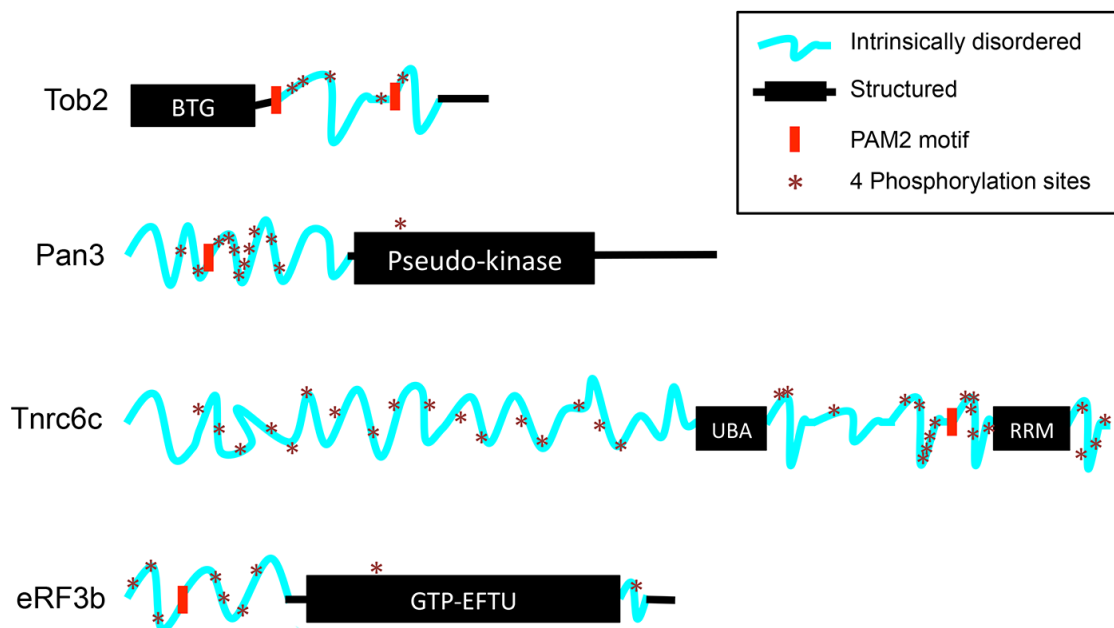 Intrinsically disordered
Tob2
BTG
Structured
PAM2 motif
* 4 Phosphorylation sites
Pan3
Pseudo-kinase
Tnrc6c
UBA
RRM
eRF3b
GTP-EFTU